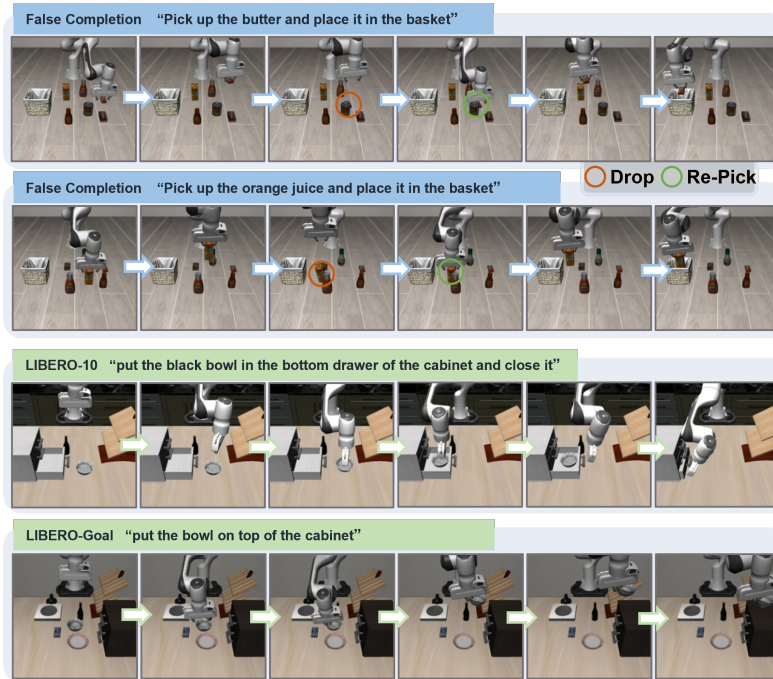 False Completion “Pick up the butter and place it in the basket”
Drop Re-Pick
False Completion “Pick up the orange juice and place it in the basket”
LIBERO-10 “put the black bowl in the bottom drawer of the cabinet and close it”
LIBERO-Goal “put the bowl on top of the cabinet”